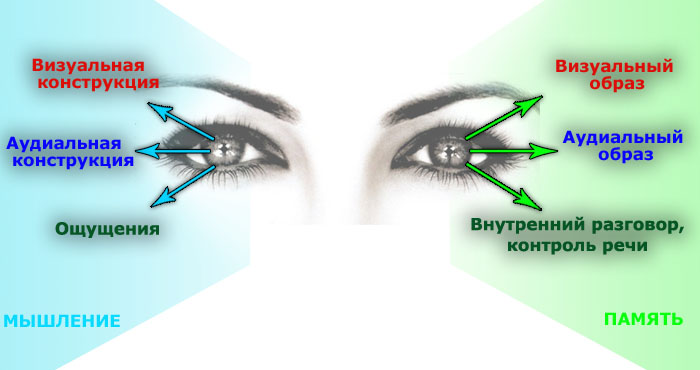 Визуальная
конструкция
Аудиальная
конструкция
Ощущения
МЫШЛЕНИЕ
Визуальный
образ
Аудиальный
образ
Внутренний разговор,
контроль речи
ПАМЯТЬ